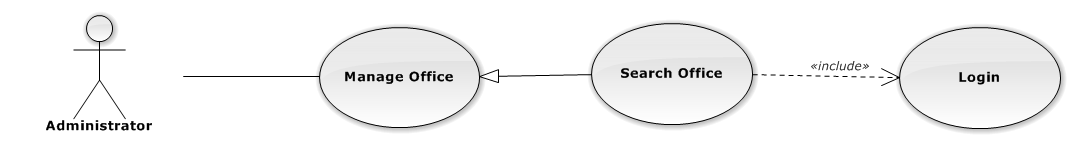 Administrator
Manage Office
Search Office
«include»
Login